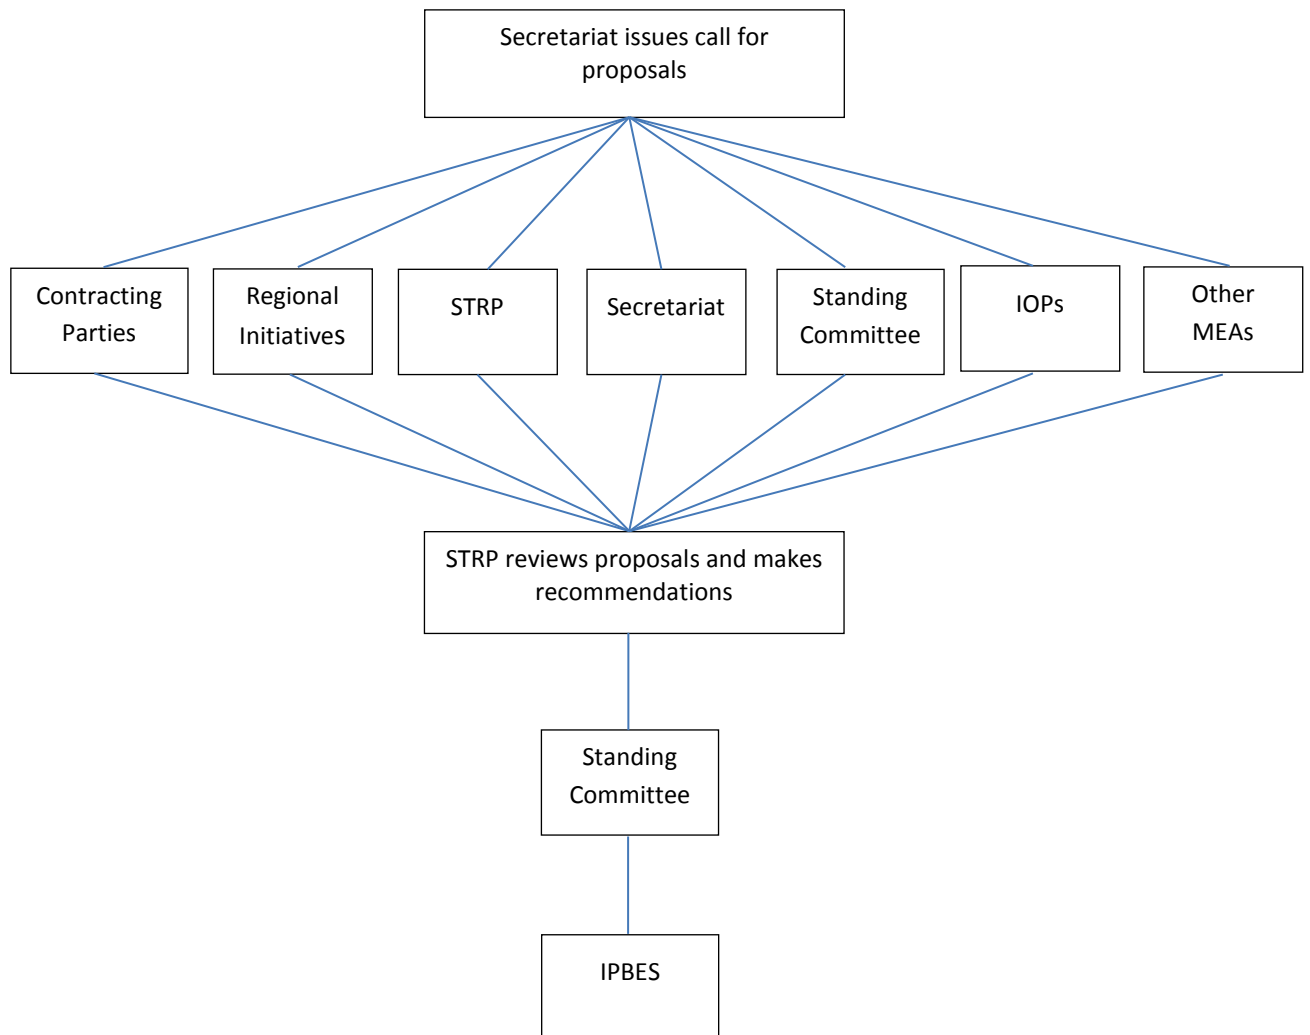 Secretariat issues call for
proposals
Contracting
Parties
Regional
Initiatives
STRP
Secretariat
Standing
Committee
IOPs
Other
MEAs
STRP reviews proposals and makes
recommendations
Standing
Committee
IPBES